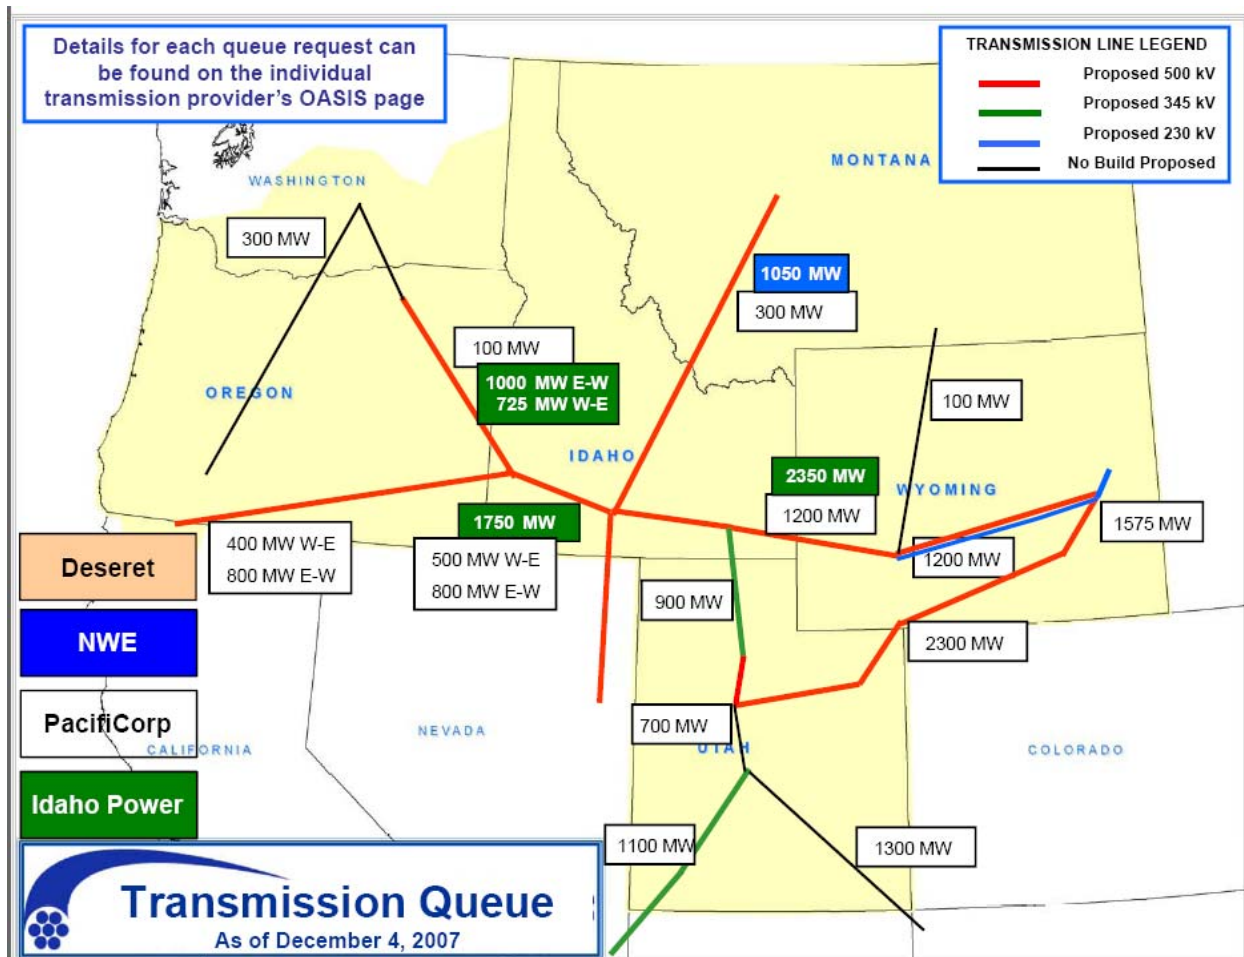 Details for each queue request can
be found on the individual
transmission provider's OASIS page
TRANSMISSION LINE LEGEND
Proposed 500 kV
Proposed 345 kV
Proposed 230 kV
No Build Proposed
MONTANA
WASHINGTON
300 MW
1050 MW
300 MW
100 MW
1000 MW E-W
725 MW W-E
OREGON
100 MW
IDAHO
2350 MW
WYOMING
1200 MW
1750 MW
1575 MW
400 MW W-E
800 MW E-W
500 MW W-E
800 MW E-W
1200 MW
Deseret
900 MW
NWE
2300 MW
PacifiCorp
CALIFORNIA
NEVADA
700 MW
UTAH
COLORADO
Idaho Power
1100 MW
1300 MW
Transmission Queue
As of December 4, 2007